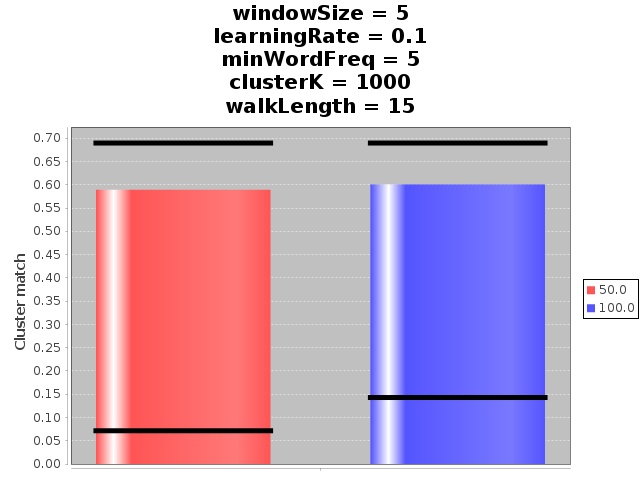 windowSize = 5
learningRate = 0.1
minWordFreq = 5
clusterK = 1000
walkLength = 15
0.70
0.65
0.60
0.55
0.50
0.45
0.40
0.35
0.30
0.25
0.20
0.15
0.10
0.05
0.00
Cluster match
50.0
100.0